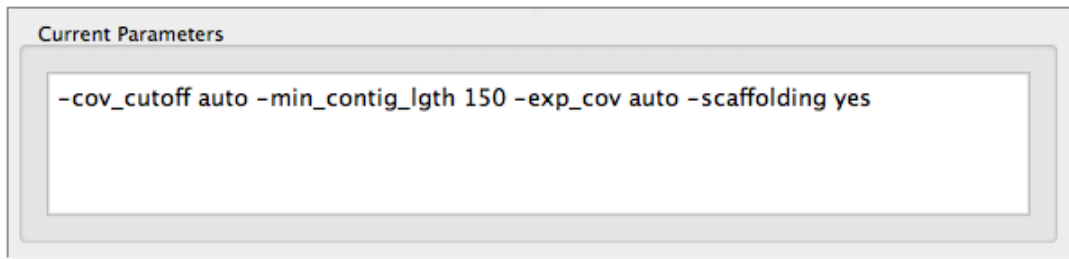 Current Parameters
-cov_cutoff auto -min_contig_lgth 150 -exp_cov auto -scaffolding yes